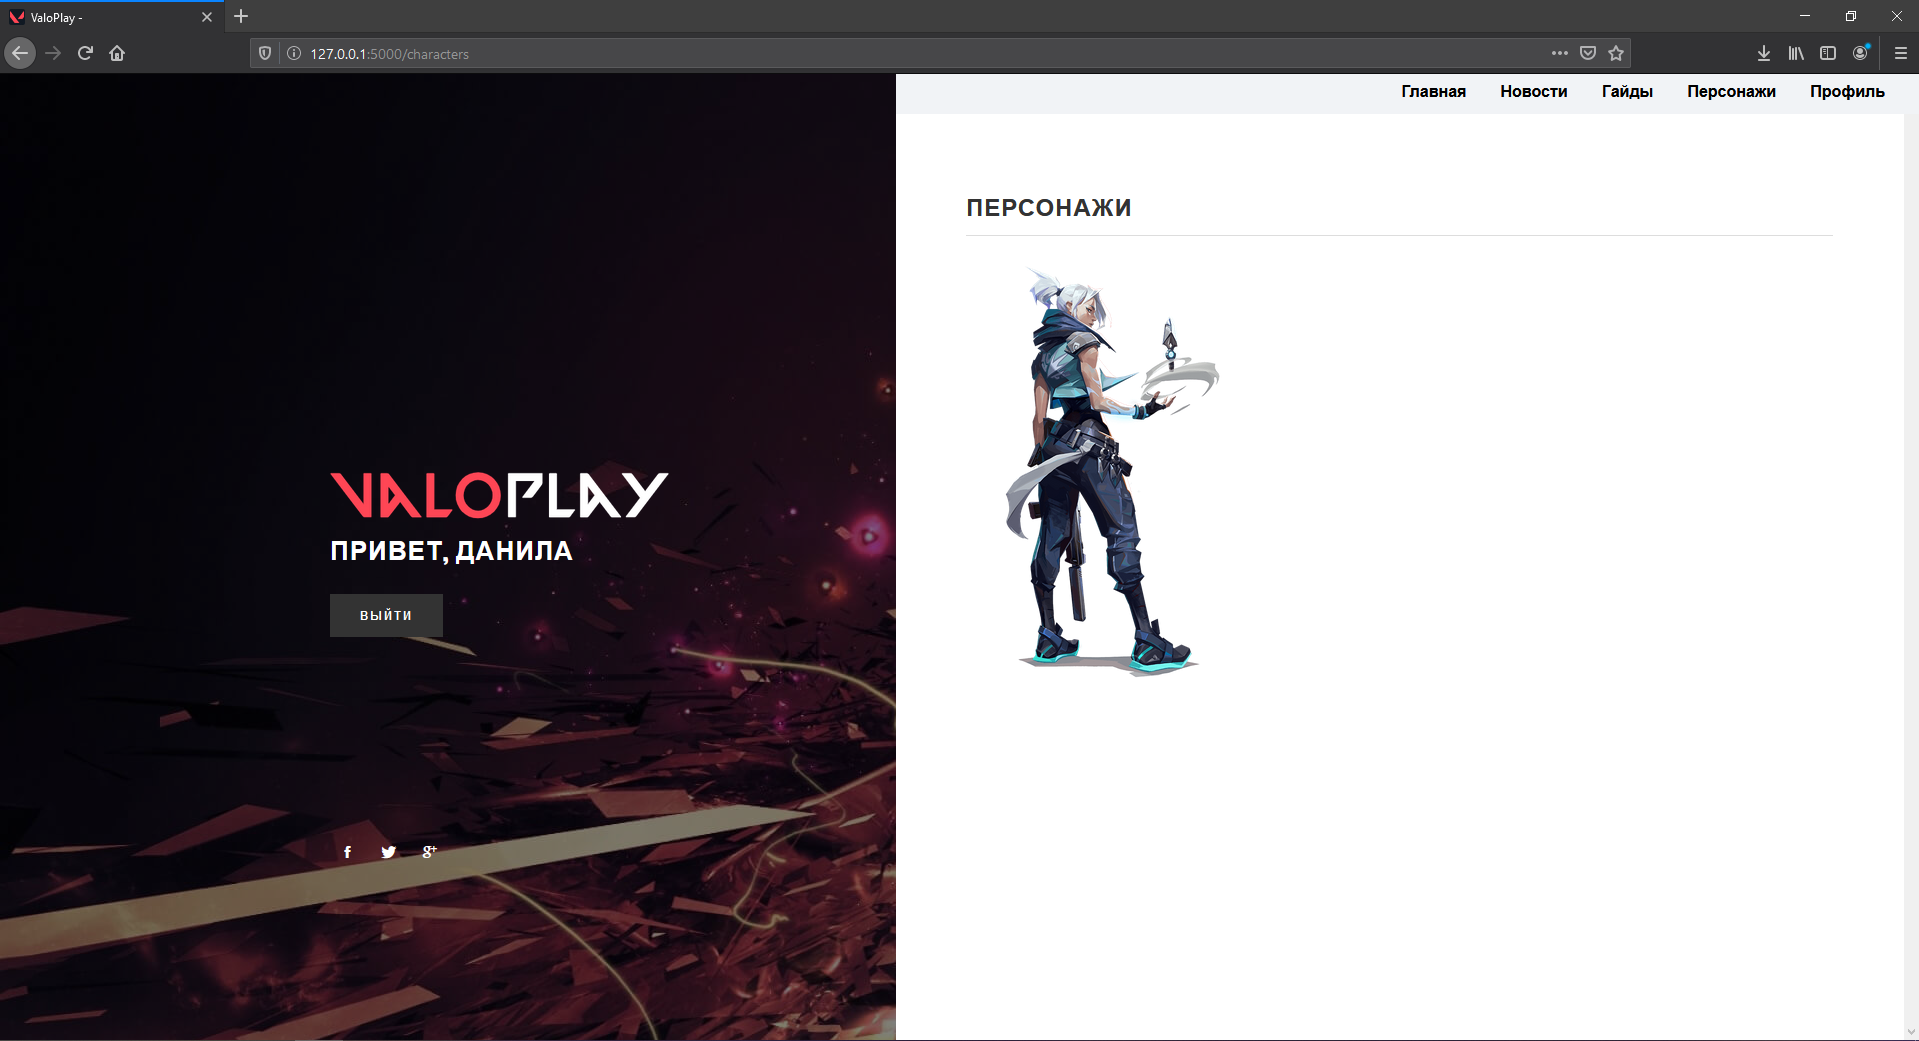 ValoPlay -
127.0.0.1:5000/characters
Главная Новости Гайды Персонажи Профиль
ПЕРСОНАЖИ
VALOPLAY
ПРИВЕТ, ДАНИЛА
ВЫЙТИ